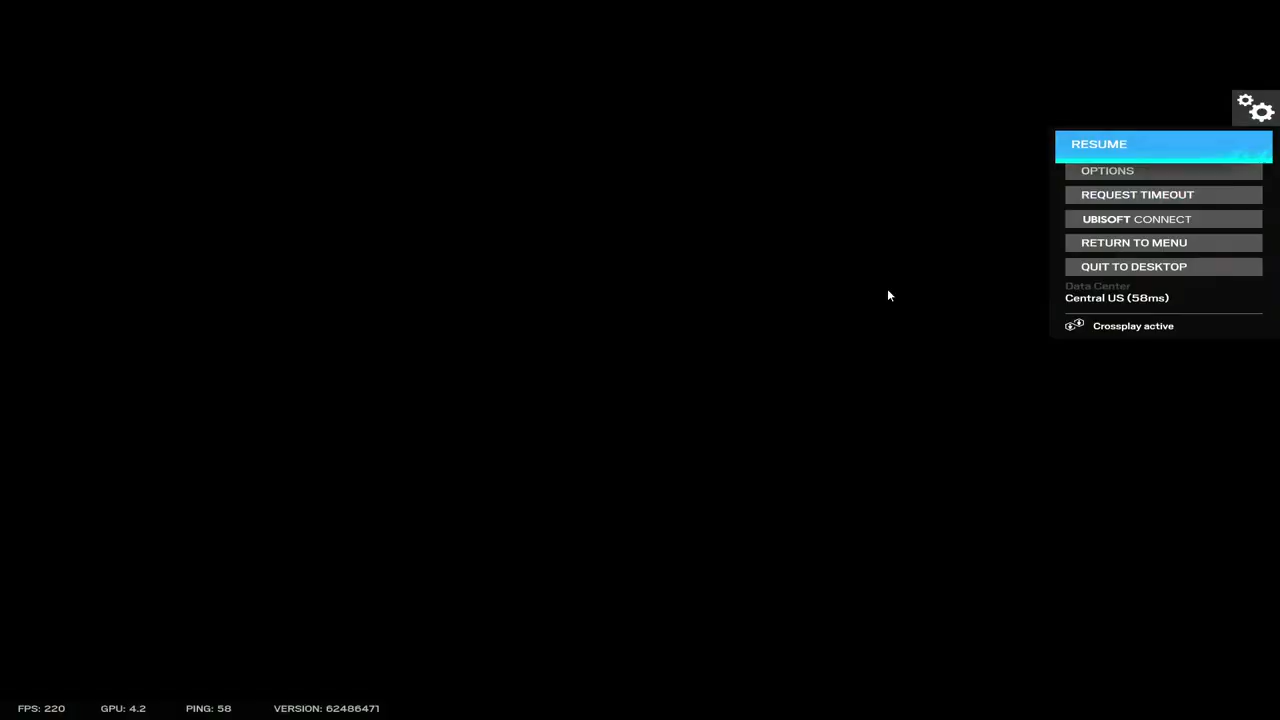 RESUME
OPTIONS
REQUEST TIMEOUT
UBISOFT CONNECT
RETURN TO MENU
QUIT TO DESKTOP
Data Center
Central US (58ms)
Crossplay active
FPS: 220 GPU: 4.2 PING: 58 VERSION: 62486471